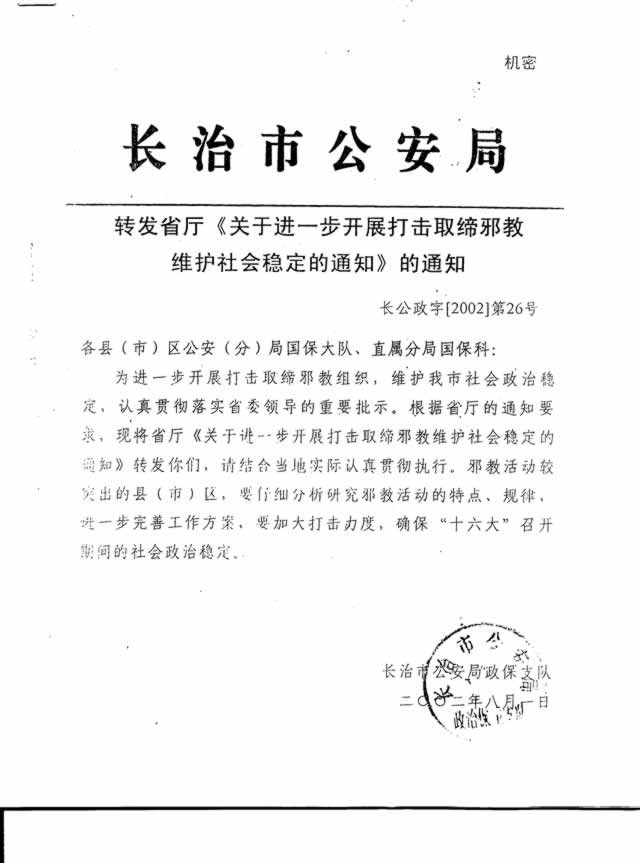 机密
长治市公安局
转发省厅《关于进一步开展打击取缔邪教
维护社会稳定的通知》的通知
长公政字[2002]第26号
各县（市）区公安（分）局国保大队、直属分局国保科：
为进一步开展打击取缔邪教组织，维护我市社会政治稳
定，认真贯彻落实省委领导的重要批示。根据省厅的通知要
求，现将省厅《关于进一步开展打击取缔邪教维护社会稳定的
通知》转发你们，请结合当地实际认真贯彻执行。邪教活动较
突出的县（市）区，要仔细分析研究邪教活动的特点、规律，
进一步完善工作方案、要加大打击力度，确保“十六大”召开
期间的社会政治稳定。
长治市公安局政保支队
二〇〇二年八月一日
长治市公安局
政治